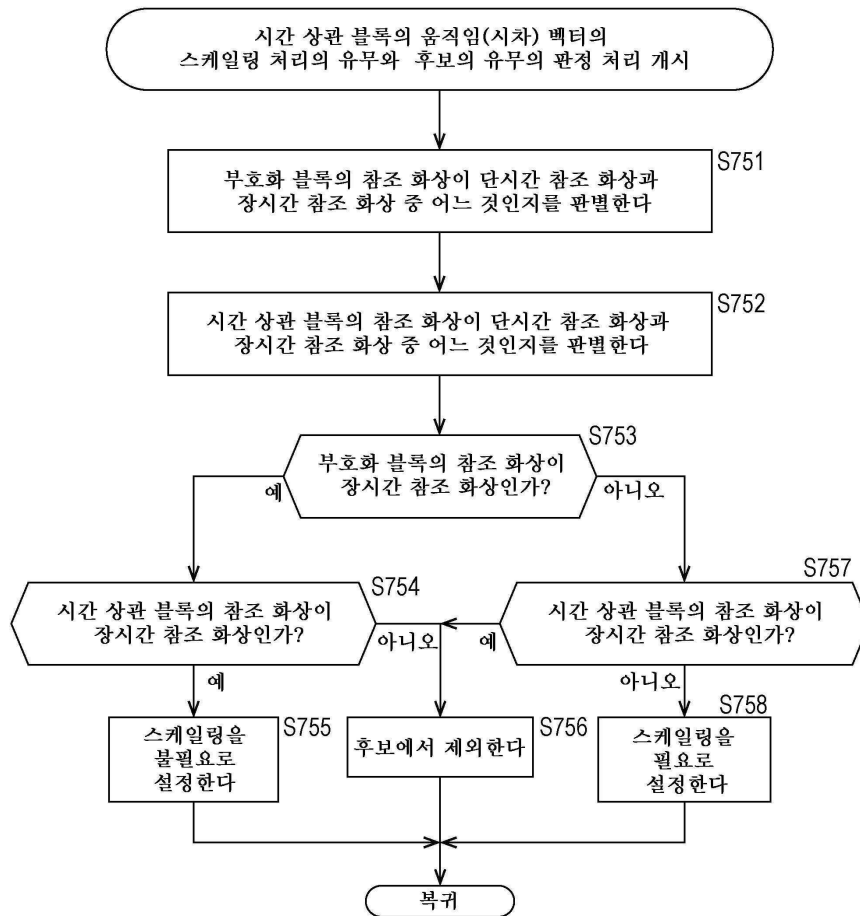 시간 상관 블록의 움직임(시차) 벡터의
스케일링 처리의 유무와 후보의 유무의 판정 처리 개시
S751
부호화 블록의 참조 화상이 단시간 참조 화상과
장시간 참조 화상 중 어느 것인지를 판별한다
S752
시간 상관 블록의 참조 화상이 단시간 참조 화상과
장시간 참조 화상 중 어느 것인지를 판별한다
S753
부호화 블록의 참조 화상이
장시간 참조 화상인가?
예
아니오
S754
시간 상관 블록의 참조 화상이
장시간 참조 화상인가?
아니오
예
S757
시간 상관 블록의 참조 화상이
장시간 참조 화상인가?
예
아니오
S755
스케일링을
불필요로
설정한다
S756
후보에서 제외한다
S758
스케일링을
필요로
설정한다
복귀